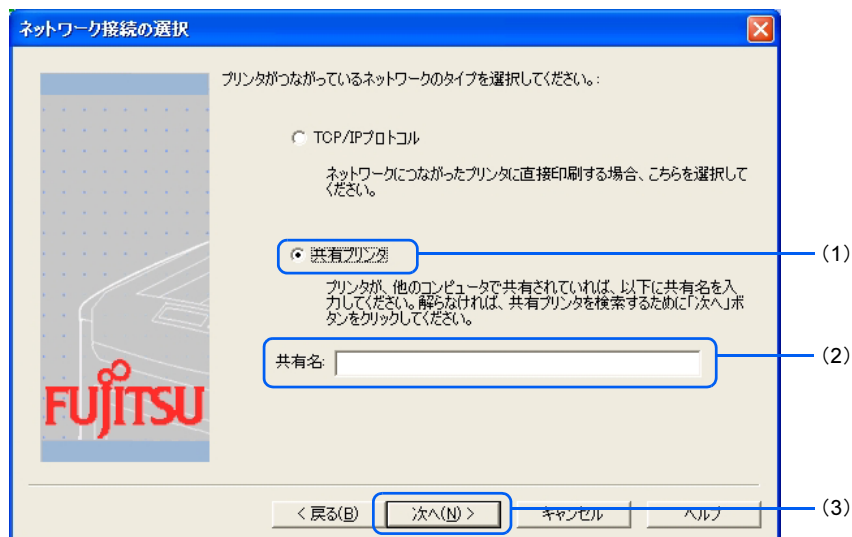 ネットワーク接続の選択
プリンタがつながっているネットワークのタイプを選択してください。:
TCP/IPプロトコル
ネットワークにつながったプリンタに直接印刷する場合、こちらを選択して
ください。
共有プリンタ
(1)
プリンタが、他のコンピュータで共有されていれば、以下に共有名を入
力してください。解らなければ、共有プリンタを検索するために「次へ」ボ
タンをクリックしてください。
共有名:
(2)
FUJITSU
< 戻る(B)
次へ(N) >
キャンセル
ヘルプ
(3)